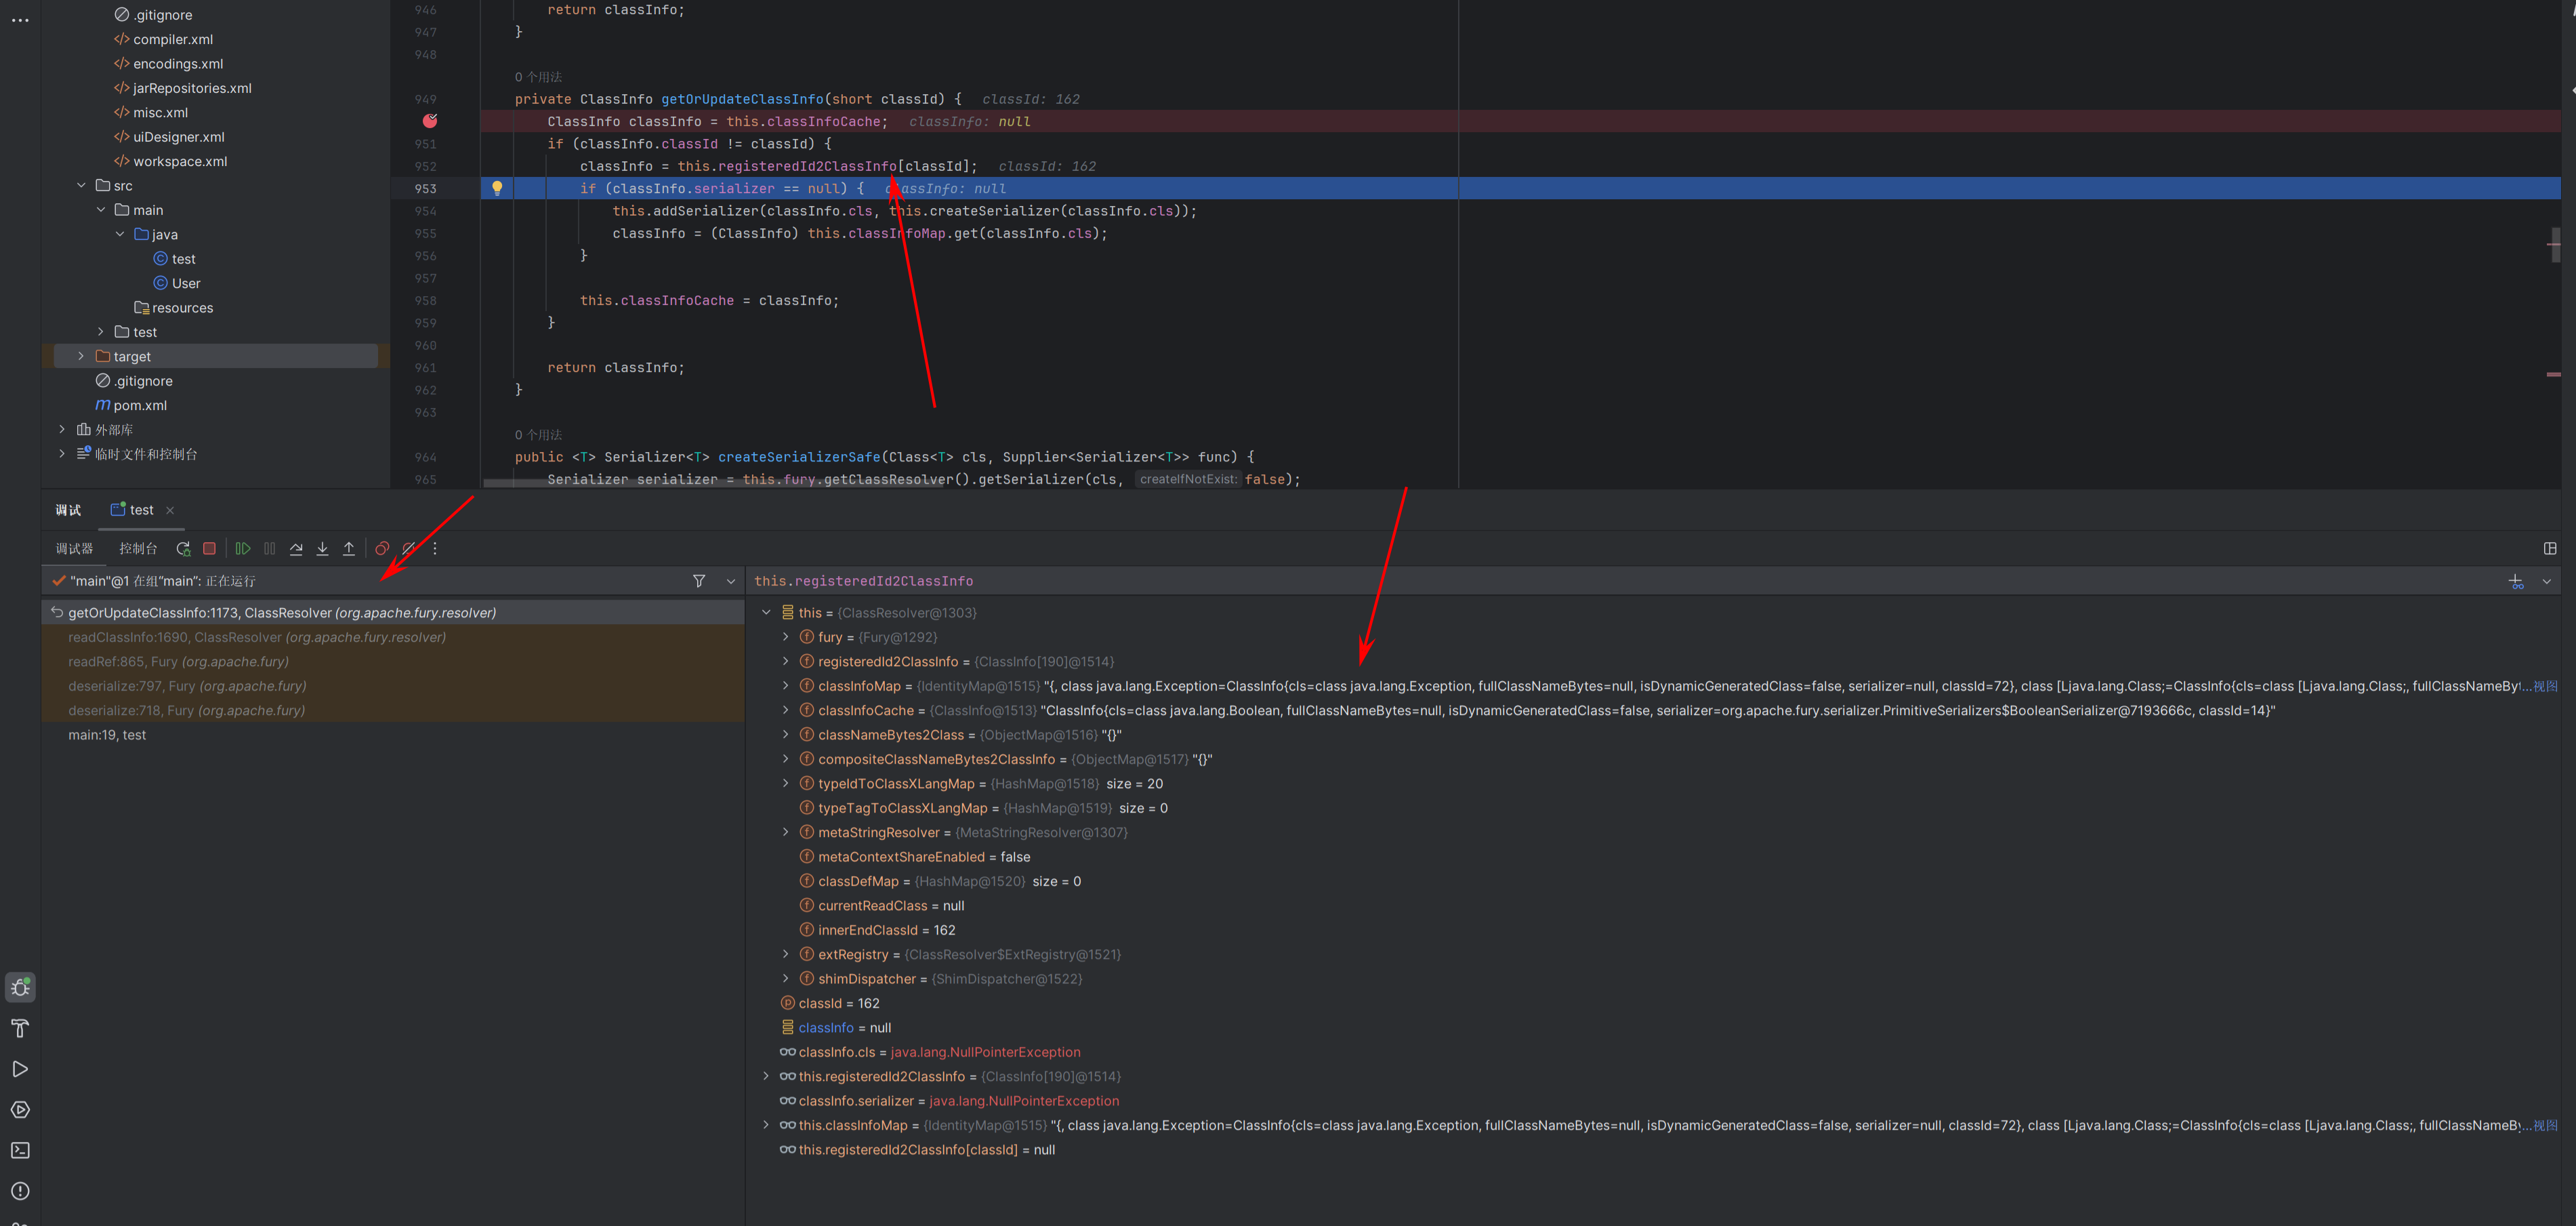 .gitignore
compiler.xml
encodings.xml
jarRepositories.xml
misc.xml
uiDesigner.xml
workspace.xml
src
main
java
test
User
resources
test
target
.gitignore
pom.xml
外部库
临时文件和控制台
946 return classInfo;
947 }
948
0 个用法
949 private ClassInfo getOrUpdateClassInfo(short classId) { classId: 162
ClassInfo classInfo = this.classInfoCache; classInfo: null
951 if (classInfo.classId != classId) {
952 classInfo = this.registeredId2ClassInfo[classId]; classId: 162
953 if (classInfo.serializer == null) { classInfo: null
954 this.addSerializer(classInfo.cls, this.createSerializer(classInfo.cls));
955 classInfo = (ClassInfo) this.classInfoMap.get(classInfo.cls);
956 }
957
958 this.classInfoCache = classInfo;
959 }
960
961 return classInfo;
962 }
963
0 个用法
964 public <T> Serializer<T> createSerializerSafe(Class<T> cls, Supplier<Serializer<T>> func) {
965 Serializer serializer = this.fury.getClassResolver().getSerializer(cls, createIfNotExist: false);
调试 test
调试器 控制台
"main"@1 在组"main": 正在运行
getOrUpdateClassInfo:1173, ClassResolver (org.apache.fury.resolver)
readClassInfo:1690, ClassResolver (org.apache.fury.resolver)
readRef:865, Fury (org.apache.fury)
deserialize:797, Fury (org.apache.fury)
deserialize:718, Fury (org.apache.fury)
main:19, test
this.registeredId2ClassInfo
this = {ClassResolver@1303}
fury = {Fury@1292}
registeredId2ClassInfo = {ClassInfo[190]@1514}
classInfoMap = {IdentityMap@1515} "{, class java.lang.Exception=ClassInfo{cls=class java.lang.Exception, fullClassNameBytes=null, isDynamicGeneratedClass=false, serializer=null, classId=72}, class [Ljava.lang.Class;=ClassInfo{cls=class [Ljava.lang.Class;, fullClassNameByt...视图
classInfoCache = {ClassInfo@1513} "ClassInfo{cls=class java.lang.Boolean, fullClassNameBytes=null, isDynamicGeneratedClass=false, serializer=org.apache.fury.serializer.PrimitiveSerializers$BooleanSerializer@7193666c, classId=14}"
classNameBytes2Class = {ObjectMap@1516} "{}"
compositeClassNameBytes2ClassInfo = {ObjectMap@1517} "{}"
typeIdToClassXLangMap = {HashMap@1518} size = 20
typeTagToClassXLangMap = {HashMap@1519} size = 0
metaStringResolver = {MetaStringResolver@1307}
metaContextShareEnabled = false
classDefMap = {HashMap@1520} size = 0
currentReadClass = null
innerEndClassId = 162
extRegistry = {ClassResolver$ExtRegistry@1521}
shimDispatcher = {ShimDispatcher@1522}
classId = 162
classInfo = null
classInfo.cls = java.lang.NullPointerException
this.registeredId2ClassInfo = {ClassInfo[190]@1514}
classInfo.serializer = java.lang.NullPointerException
this.classInfoMap = {IdentityMap@1515} "{, class java.lang.Exception=ClassInfo{cls=class java.lang.Exception, fullClassNameBytes=null, isDynamicGeneratedClass=false, serializer=null, classId=72}, class [Ljava.lang.Class;=ClassInfo{cls=class [Ljava.lang.Class;, fullClassNameB...视图
this.registeredId2ClassInfo[classId] = null